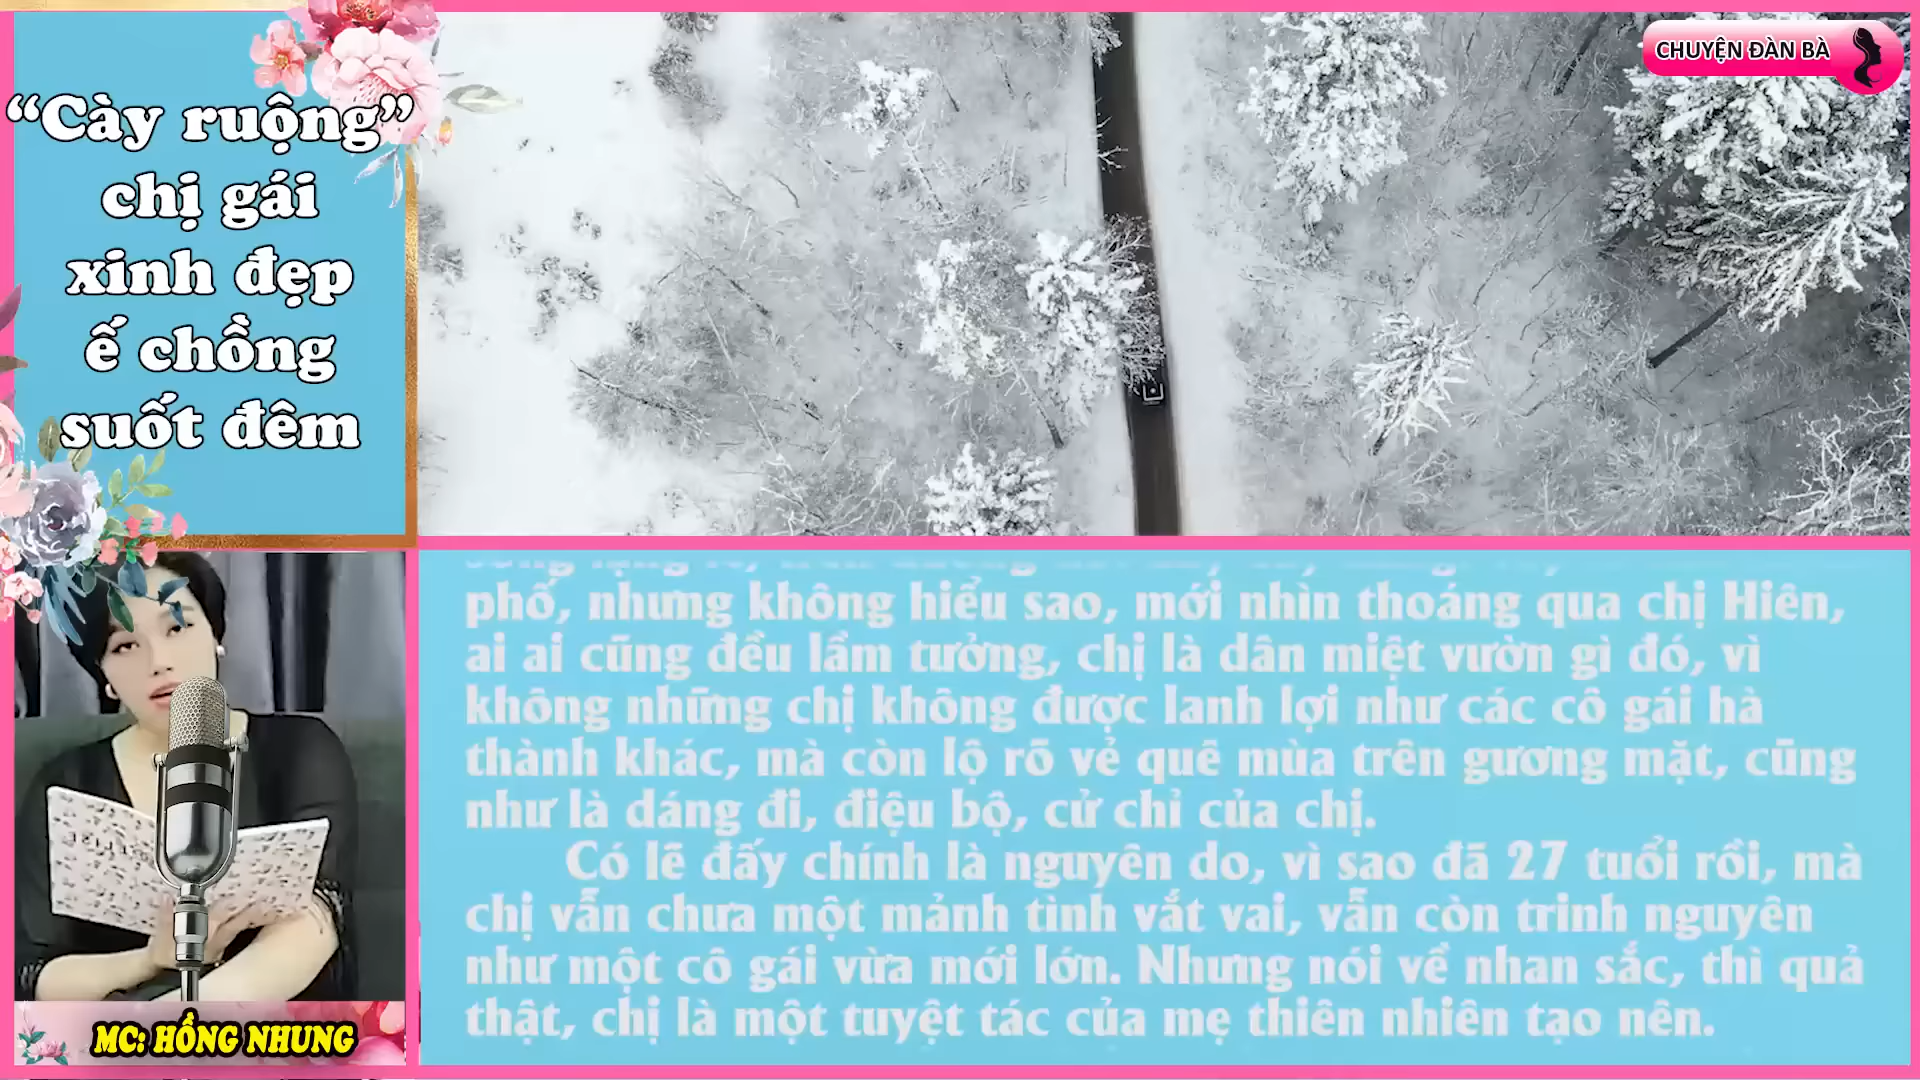 “Cày ruộng”
chị gái
xinh đẹp
ế chồng
suốt đêm
CHUYỆN ĐÀN BÀ
phố, nhưng không hiểu sao, mới nhìn thoáng qua chị Hiên,
ai ai cũng đều lầm tưởng, chị là dân miệt vườn gì đó, vì
không những chị không được lanh lợi như các cô gái hà
thành khác, mà còn lộ rõ vẻ quê mùa trên gương mặt, cũng
như là dáng đi, điệu bộ, cử chỉ của chị.
Có lẽ đấy chính là nguyên do, vì sao đã 27 tuổi rồi, mà
chị vẫn chưa một mảnh tình vắt vai, vẫn còn trinh nguyên
như một cô gái vừa mới lớn. Nhưng nói về nhan sắc, thì quả
thật, chị là một tuyệt tác của mẹ thiên nhiên tạo nên.
MC: HỒNG NHUNG